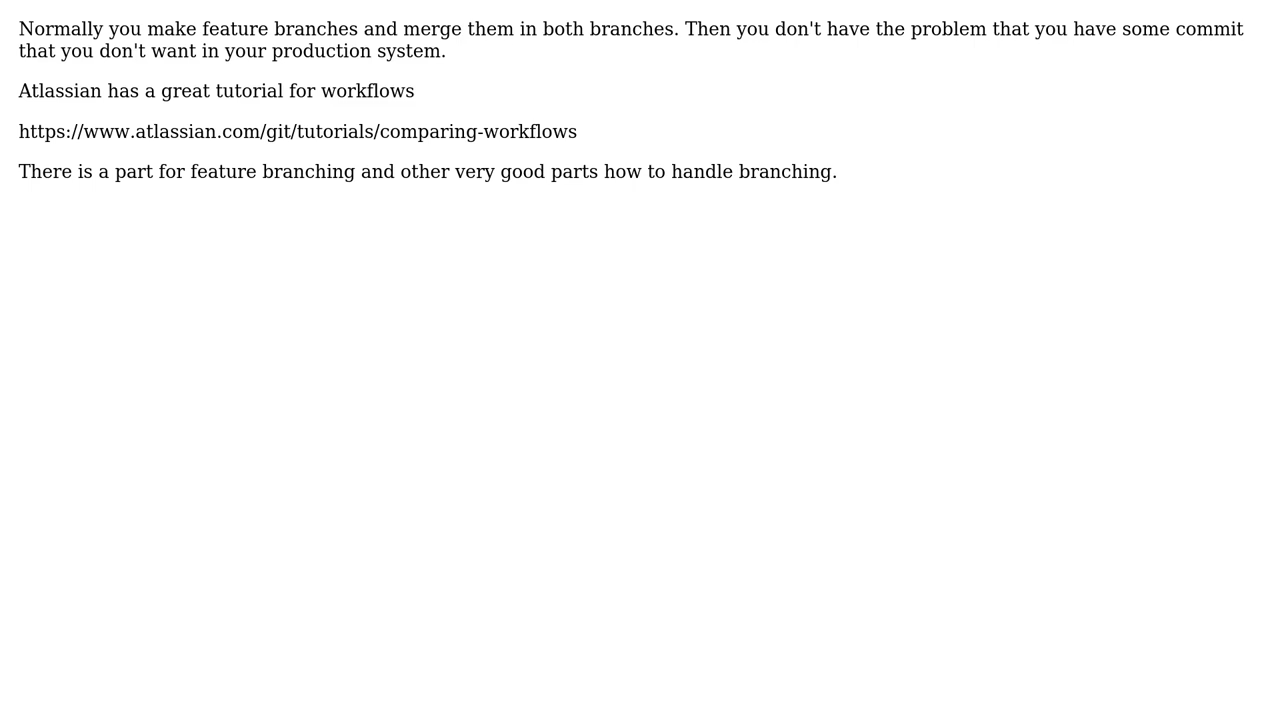 Normally you make feature branches and merge them in both branches. Then you don't have the problem that you have some commit
that you don't want in your production system.
Atlassian has a great tutorial for workflows
https://www.atlassian.com/git/tutorials/comparing-workflows
There is a part for feature branching and other very good parts how to handle branching.